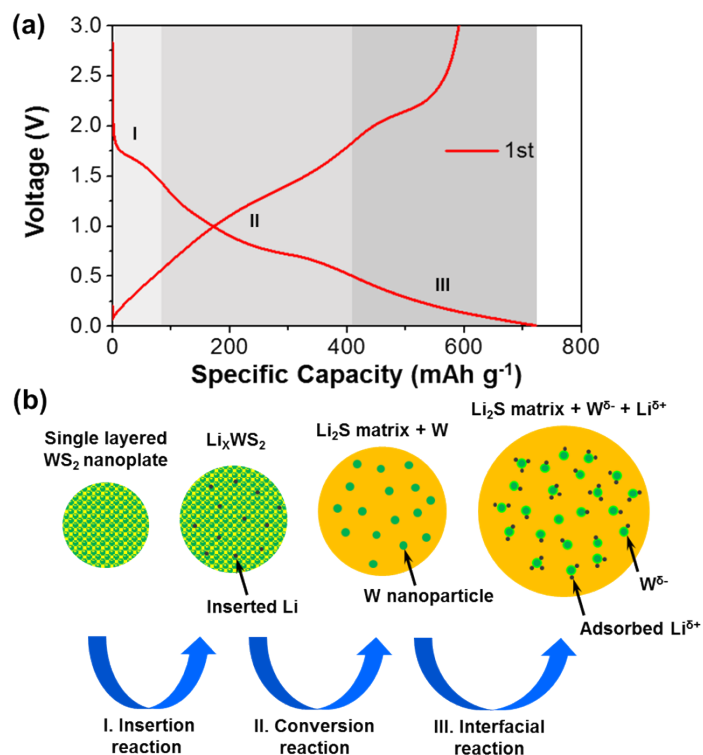 (a)
3.0
2.5
2.0
1.5
1.0
0.5
0.0
Voltage (V)
I
II
III
1st
0
200
400
600
800
Specific Capacity (mAh g⁻¹)
(b)
Single layered
WS₂ nanoplate
LiₓWS₂
Li₂S matrix + W
Li₂S matrix + Wᵟ⁻ + Liᵟ⁺
Inserted Li
W nanoparticle
Wᵟ⁻
Adsorbed Liᵟ⁺
I. Insertion
reaction
II. Conversion
reaction
III. Interfacial
reaction